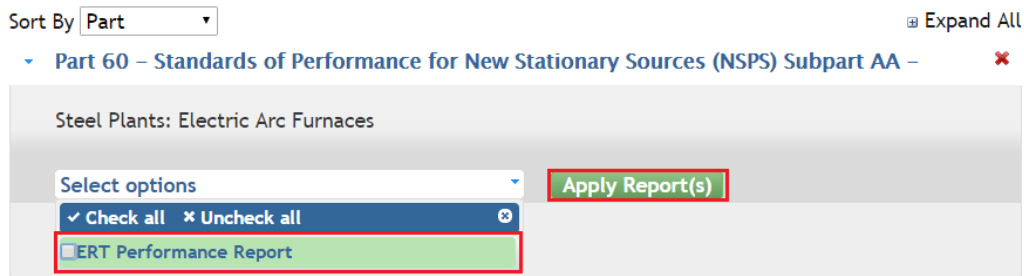 Sort By Part Expand All
Part 60 – Standards of Performance for New Stationary Sources (NSPS) Subpart AA –
Steel Plants: Electric Arc Furnaces
Select options Apply Report(s)
Check all Uncheck all
ERT Performance Report